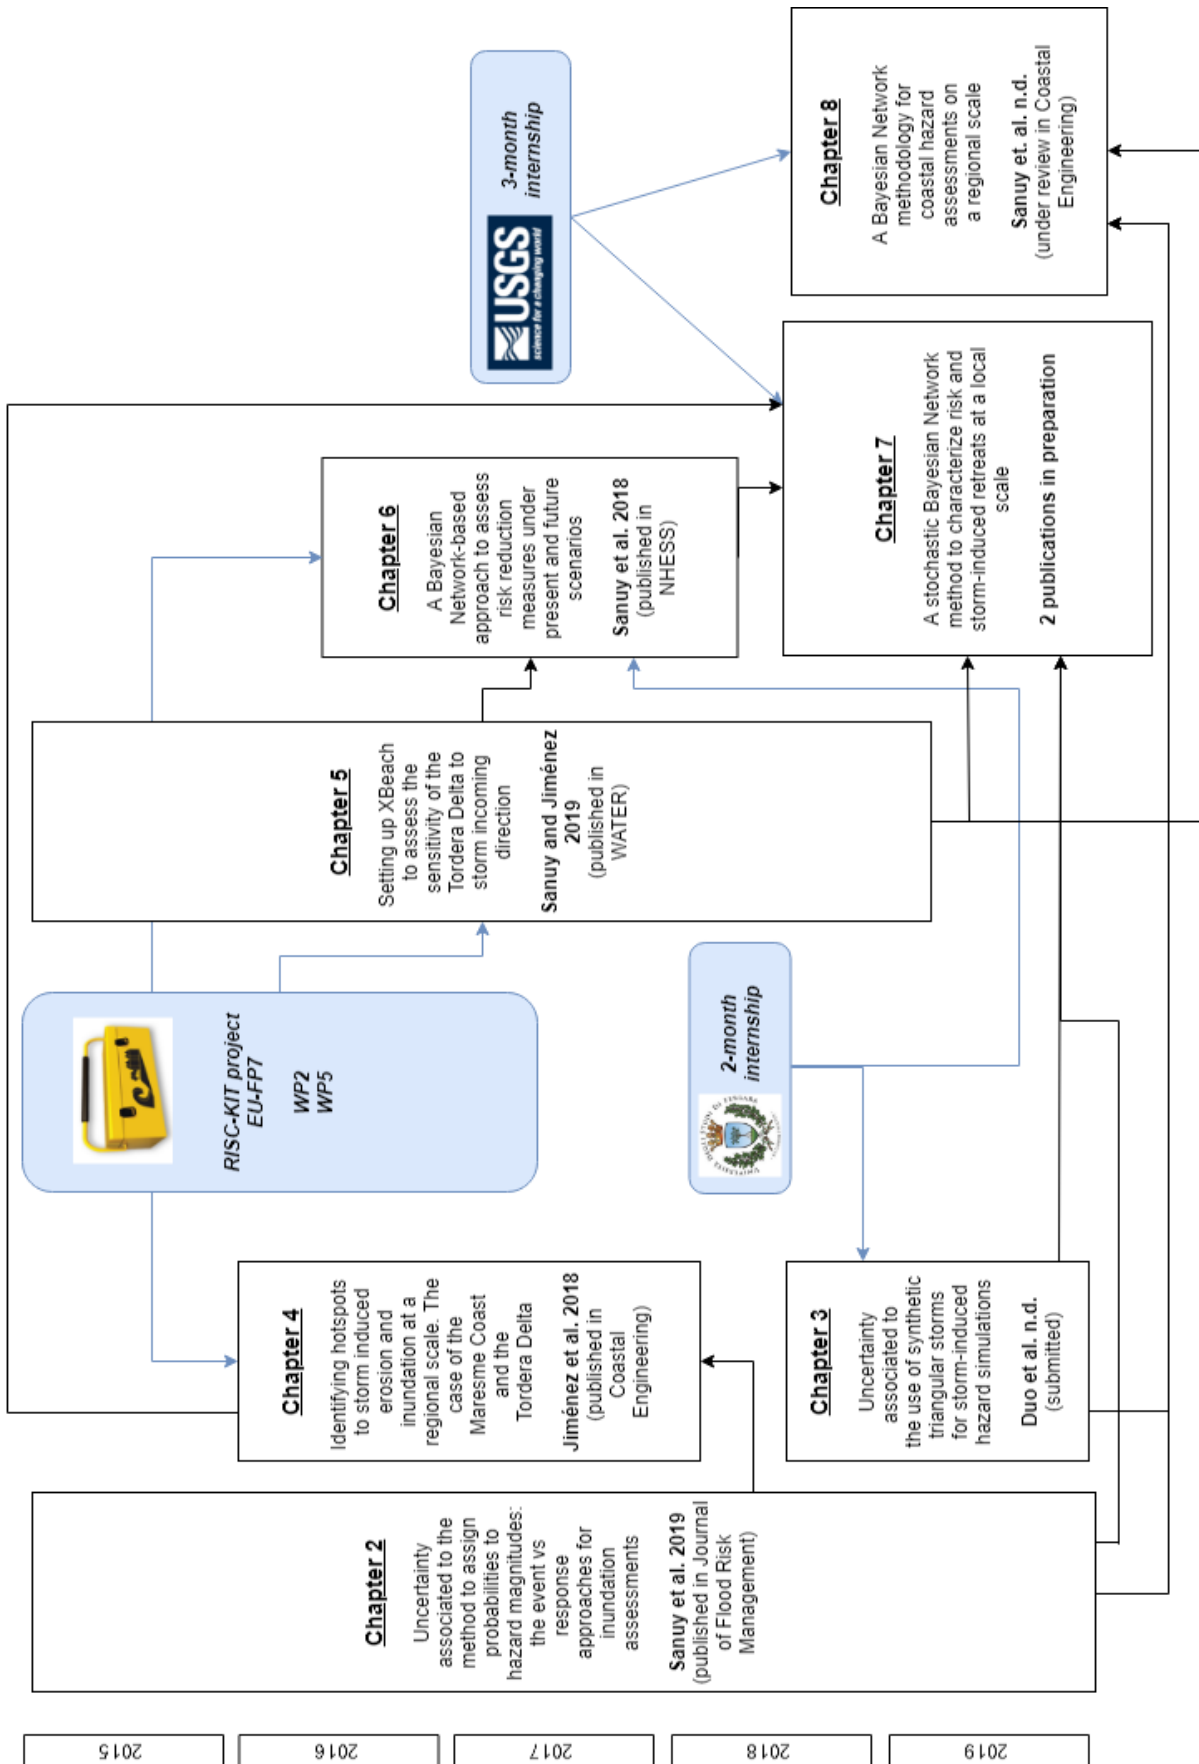 2015
2016
2017
2018
2019
Chapter 2
Uncertainty
associated to the
method to assign
probabilities to
hazard magnitudes:
the event vs
response
approaches for
inundation
assessments
Sanuy et al. 2019
(published in Journal
of Flood Risk
Management)
Chapter 4
Identifying hotspots
to storm induced
erosion and
inundation at a
regional scale. The
case of the
Maresme Coast
and the
Tordera Delta
Jiménez et al. 2018
(published in
Coastal
Engineering)
Chapter 3
Uncertainty
associated to
the use of synthetic
triangular storms
for storm-induced
hazard simulations
Duo et al. n.d.
(submitted)
RISC-KIT project
EU-FP7
WP2
WP5
2-month
internship
Chapter 5
Setting up XBeach
to assess the
sensitivity of the
Tordera Delta to
storm incoming
direction
Sanuy and Jiménez
2019
(published in
WATER)
Chapter 6
A Bayesian
Network-based
approach to assess
risk reduction
measures under
present and future
scenarios
Sanuy et al. 2018
(published in
NHESS)
USGS
science for a changing world
3-month
internship
Chapter 7
A stochastic Bayesian Network
method to characterize risk and
storm-induced retreats at a local
scale
2 publications in preparation
Chapter 8
A Bayesian Network
methodology for
coastal hazard
assessments on
a regional scale
Sanuy et. al. n.d.
(under review in Coastal
Engineering)